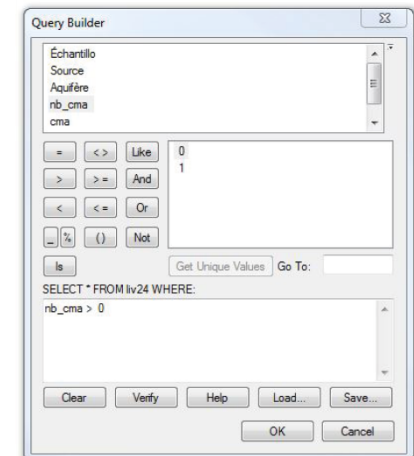 Query Builder
Échantillo
Source
Aquifère
nb_cma
cma
= <> Like
> >= And
< <= Or
_ % () Not
Is
0
1
Get Unique Values Go To:
SELECT * FROM liv24 WHERE:
nb_cma > 0
Clear Verify Help Load... Save...
OK Cancel